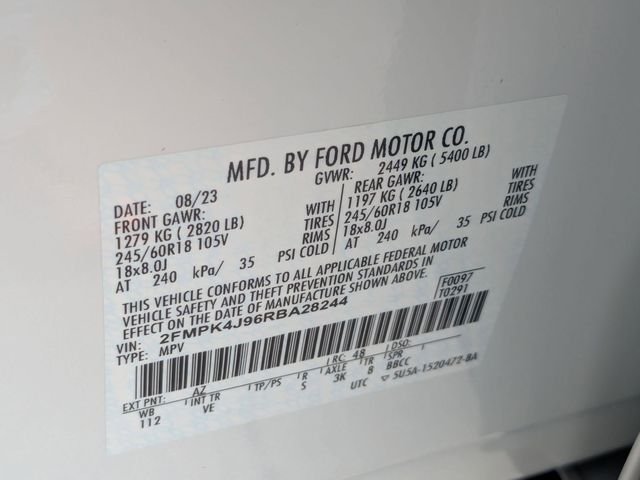 MFD. BY FORD MOTOR CO.
DATE: 08/23 GVWR: 2449 KG ( 5400 LB)
FRONT GAWR: REAR GAWR:
1279 KG ( 2820 LB) WITH 1197 KG ( 2640 LB) WITH
245/60R18 105V TIRES 245/60R18 105V TIRES
18x8.0J RIMS 18x8.0J RIMS
AT 240 kPa/ 35 PSI COLD AT 240 kPa/ 35 PSI COLD
THIS VEHICLE CONFORMS TO ALL APPLICABLE FEDERAL MOTOR
VEHICLE SAFETY AND THEFT PREVENTION STANDARDS IN
EFFECT ON THE DATE OF MANUFACTURE SHOWN ABOVE.
VIN: 2FMPK4J96RBA28244 F0097
TYPE: MPV T0291
RC: 48 DSO:
EXT PNT: AZ
WB INT TR TP/PS R AXLE TR SPR
112 VE S 3K 8 BBCC
UTC ▽ 5U5A-1520472-BA